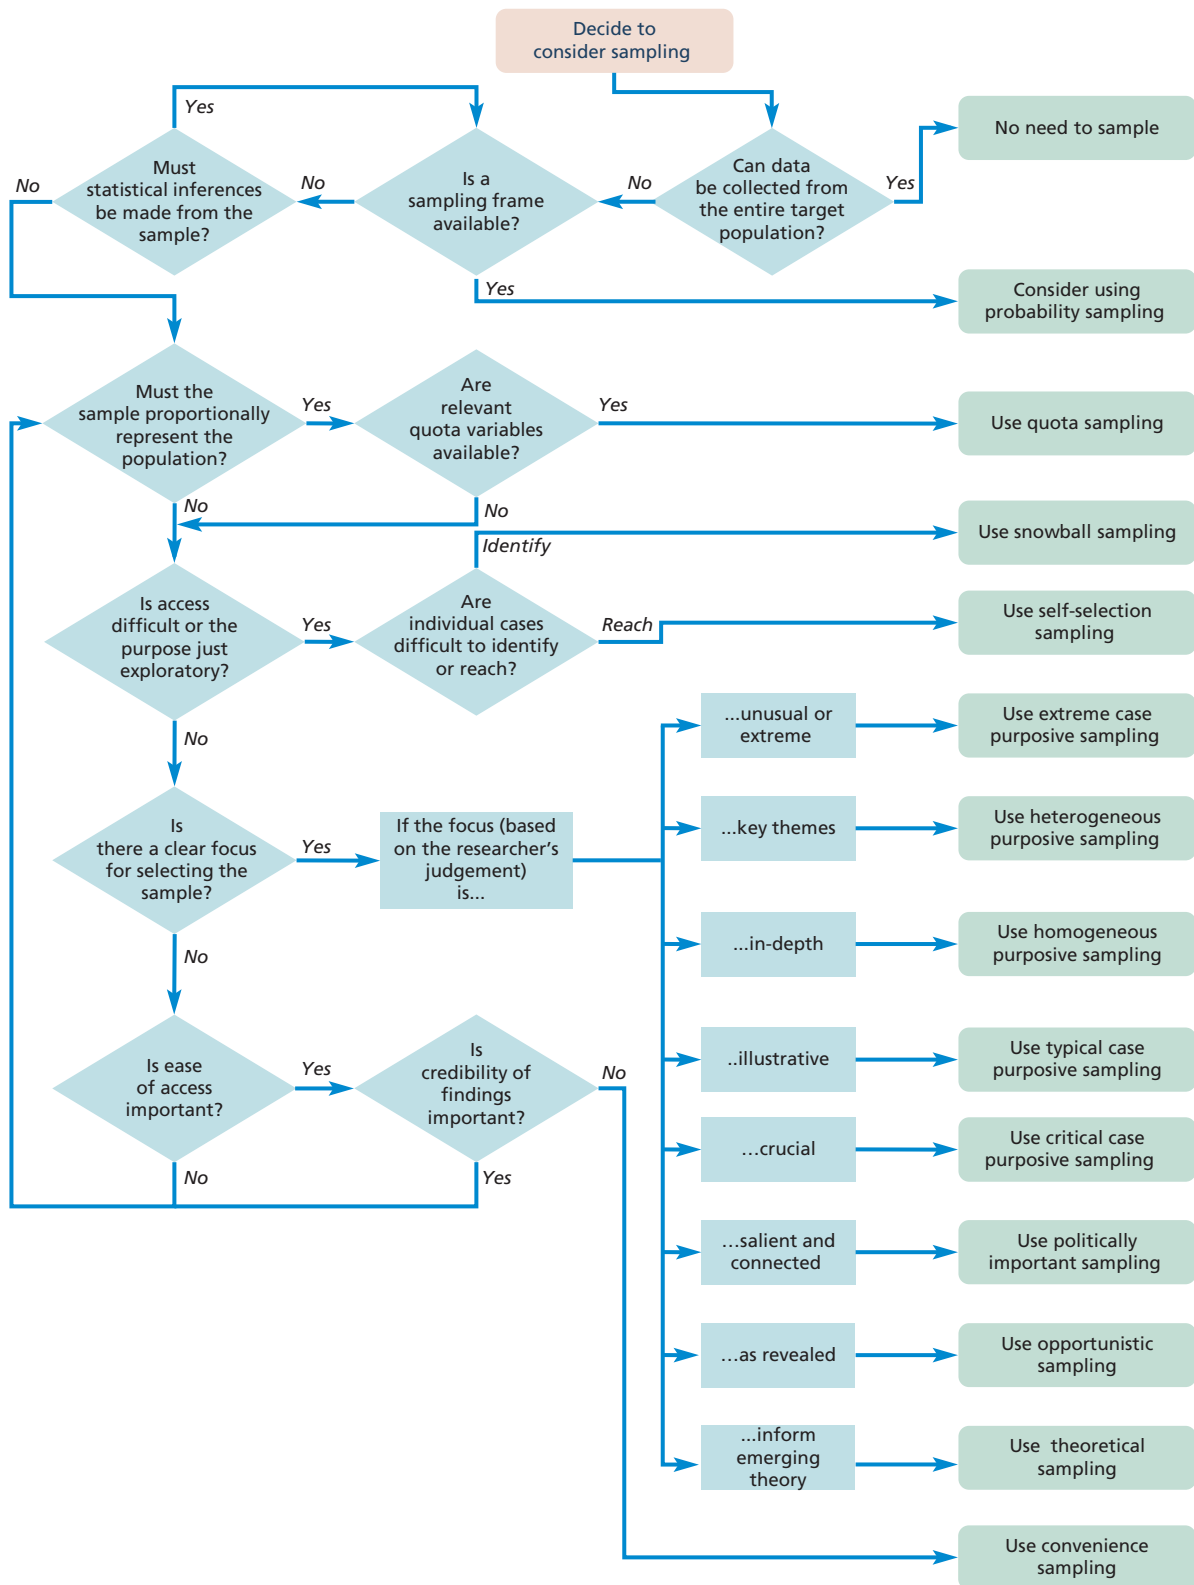 Decide to
consider sampling
Yes
No need to sample
Must
statistical inferences
be made from the
sample?
No
No
Is a
sampling frame
available?
No
Can data
be collected from
the entire target
population?
Yes
Yes
Consider using
probability sampling
Must the
sample proportionally
represent the
population?
Yes
Are
relevant
quota variables
available?
Yes
Use quota sampling
No
No
Identify
Use snowball sampling
Is access
difficult or the
purpose just
exploratory?
Yes
Are
individual cases
difficult to identify
or reach?
Reach
Use self-selection
sampling
No
...unusual or
extreme
Use extreme case
purposive sampling
Is
there a clear focus
for selecting the
sample?
Yes
If the focus (based
on the researcher’s
judgement)
is...
...key themes
Use heterogeneous
purposive sampling
No
...in-depth
Use homogeneous
purposive sampling
Is ease
of access
important?
Yes
Is
credibility of
findings
important?
No
..illustrative
Use typical case
purposive sampling
No
Yes
...crucial
Use critical case
purposive sampling
...salient and
connected
Use politically
important sampling
...as revealed
Use opportunistic
sampling
...inform
emerging
theory
Use theoretical
sampling
Use convenience
sampling